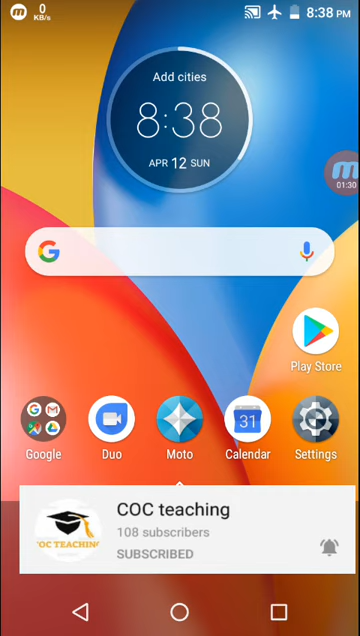 0
KB/s
8:38 PM
Add cities
8:38
APR 12 SUN
01:30
Play Store
31
Google
Duo
Moto
Calendar
Settings
COC teaching
108 subscribers
SUBSCRIBED
COC TEACHING